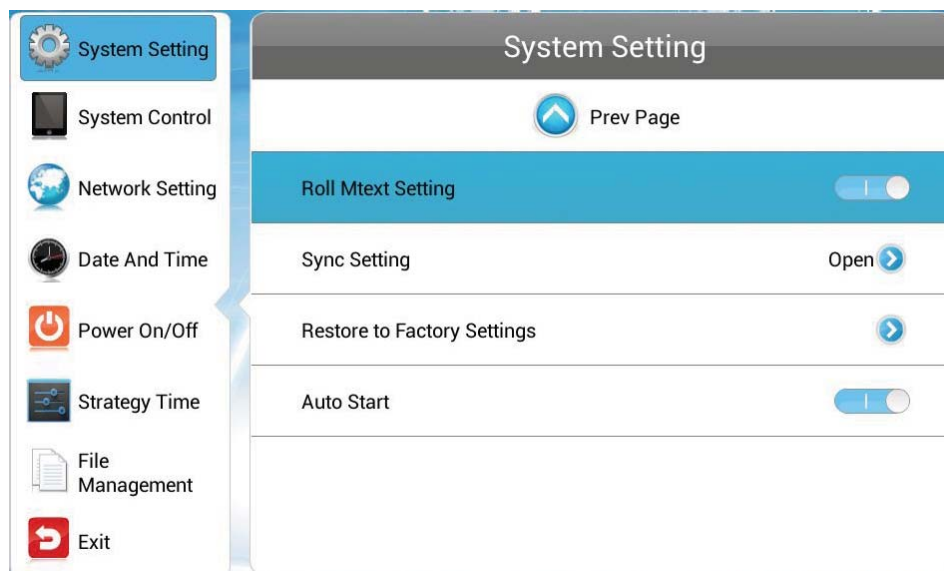 System Setting
System Control
Network Setting
Date And Time
Power On/Off
Strategy Time
File
Management
Exit
System Setting
Prev Page
Roll Mtext Setting
Sync Setting Open
Restore to Factory Settings
Auto Start